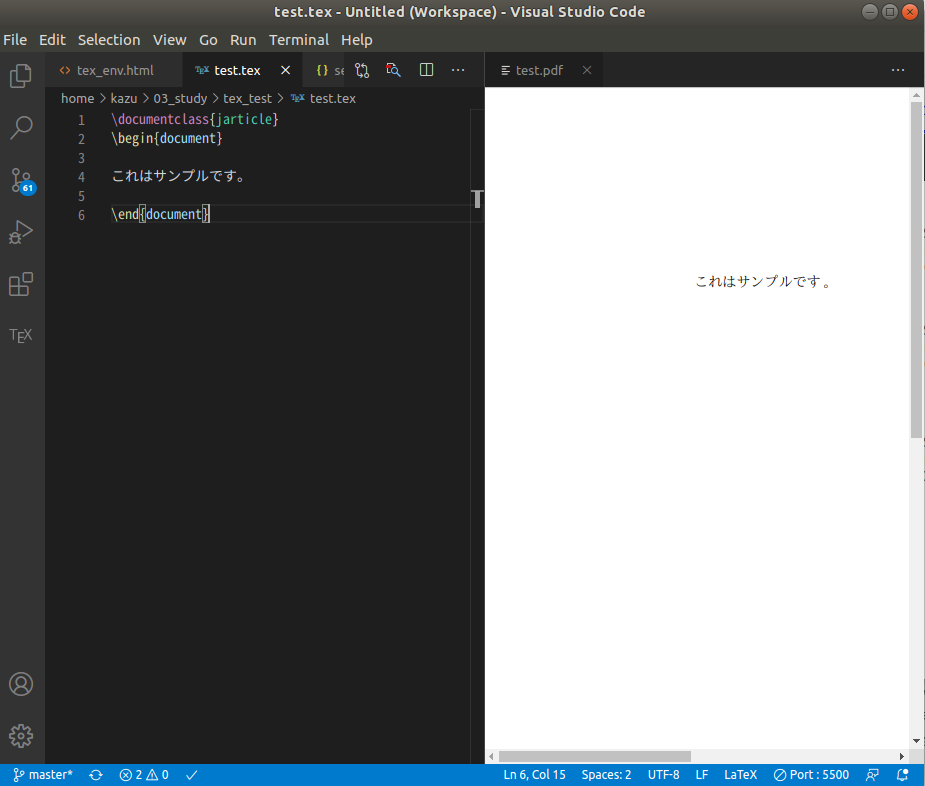 test.tex - Untitled (Workspace) - Visual Studio Code
File Edit Selection View Go Run Terminal Help
<> tex_env.html TEX test.tex × {} se ··· test.pdf × ···
home > kazu > 03_study > tex_test > TEX test.tex
1 \documentclass{jarticle}
2 \begin{document}
3
4 これはサンプルです。
5
6 \end{document}
61
TEX
これはサンプルです。
master* 2 0 Ln 6, Col 15 Spaces: 2 UTF-8 LF LaTeX Port : 5500